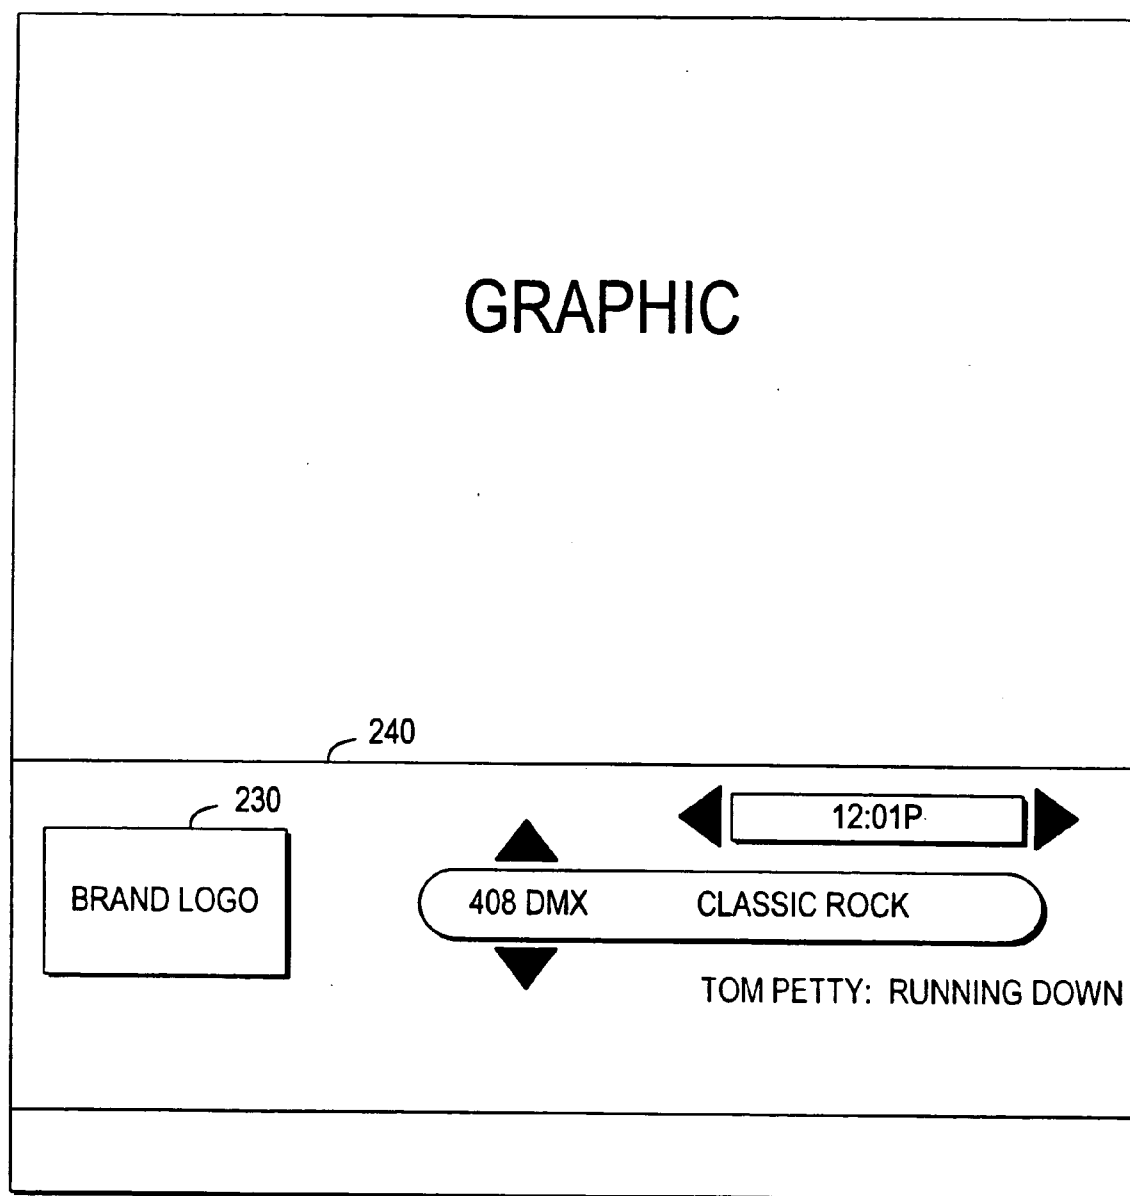 GRAPHIC
240
230
12:01P
BRAND LOGO
408 DMX CLASSIC ROCK
TOM PETTY: RUNNING DOWN